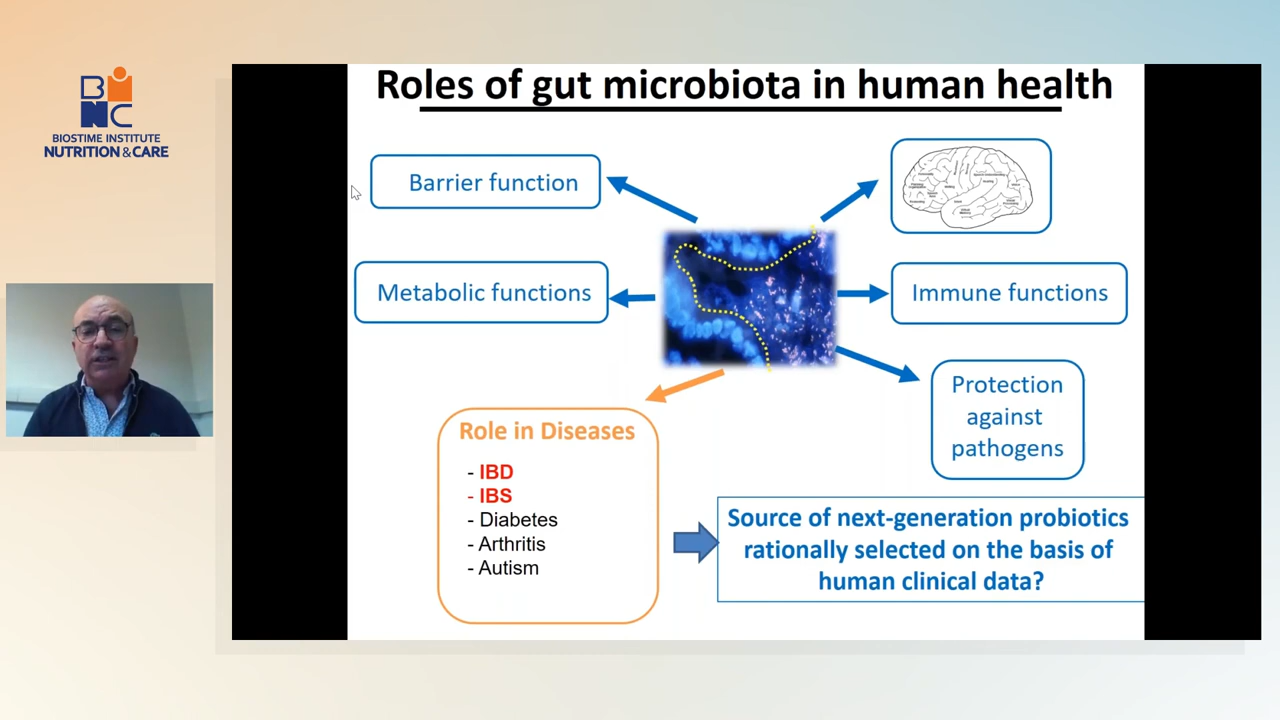 BINC
BIOSTIME INSTITUTE
NUTRITION & CARE
Roles of gut microbiota in human health
Barrier function
Metabolic functions
Immune functions
Protection
against
pathogens
Role in Diseases
- IBD
- IBS
- Diabetes
- Arthritis
- Autism
Source of next-generation probiotics
rationally selected on the basis of
human clinical data?